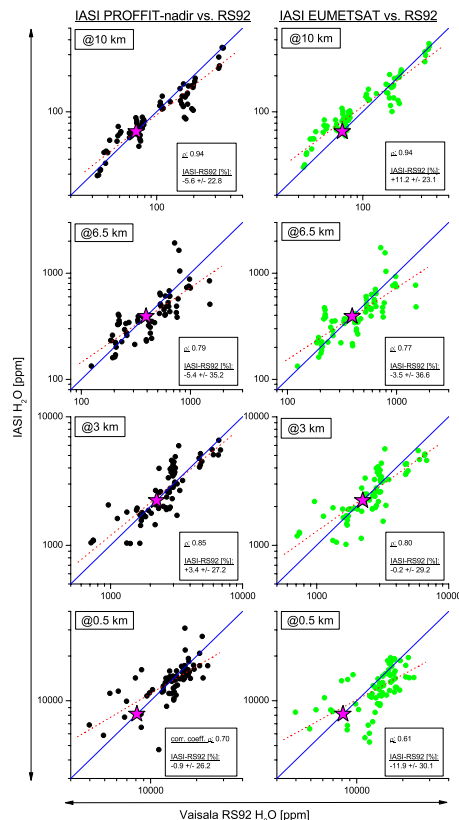 IASI PROFFIT-nadir vs. RS92
IASI EUMETSAT vs. RS92
IASI H2O [ppm]
@10 km
100
ρ: 0.94
IASI-RS92 [%]:
-5.6 +/- 22.8
100
@10 km
100
ρ: 0.94
IASI-RS92 [%]:
+11.2 +/- 23.1
100
@6.5 km
1000
100
ρ: 0.79
IASI-RS92 [%]:
-5.4 +/- 35.2
100
1000
@6.5 km
1000
100
ρ: 0.77
IASI-RS92 [%]:
-3.5 +/- 36.6
100
1000
@3 km
10000
1000
ρ: 0.85
IASI-RS92 [%]:
+3.4 +/- 27.2
1000
10000
@3 km
10000
1000
ρ: 0.80
IASI-RS92 [%]:
-0.2 +/- 29.2
1000
10000
@0.5 km
10000
corr. coeff. ρ: 0.70
IASI-RS92 [%]:
-0.9 +/- 26.2
10000
@0.5 km
10000
ρ: 0.61
IASI-RS92 [%]:
-11.9 +/- 30.1
10000
Vaisala RS92 H2O [ppm]